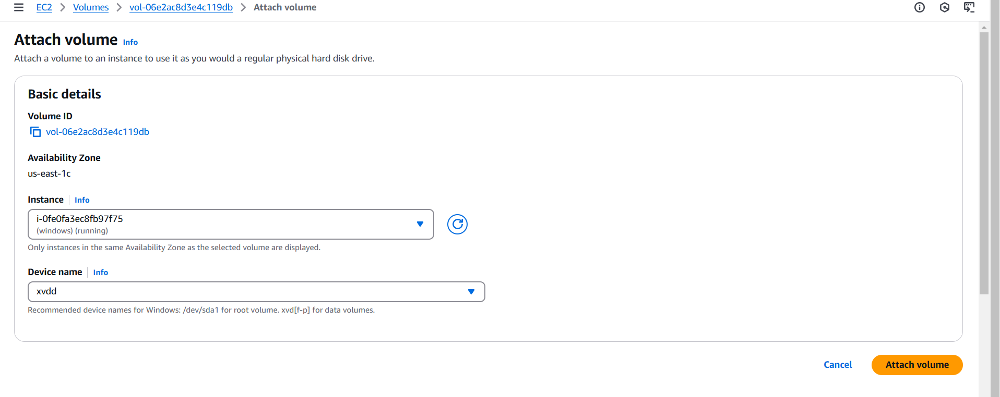 EC2 > Volumes > vol-06e2ac8d3e4c119db > Attach volume
Attach volume Info
Attach a volume to an instance to use it as you would a regular physical hard disk drive.
Basic details
Volume ID
vol-06e2ac8d3e4c119db
Availability Zone
us-east-1c
Instance | Info
i-0fe0fa3ec8fb97f75
(windows) (running)
Only instances in the same Availability Zone as the selected volume are displayed.
Device name | Info
xvdd
Recommended device names for Windows: /dev/sda1 for root volume. xvd[f-p] for data volumes.
Cancel Attach volume